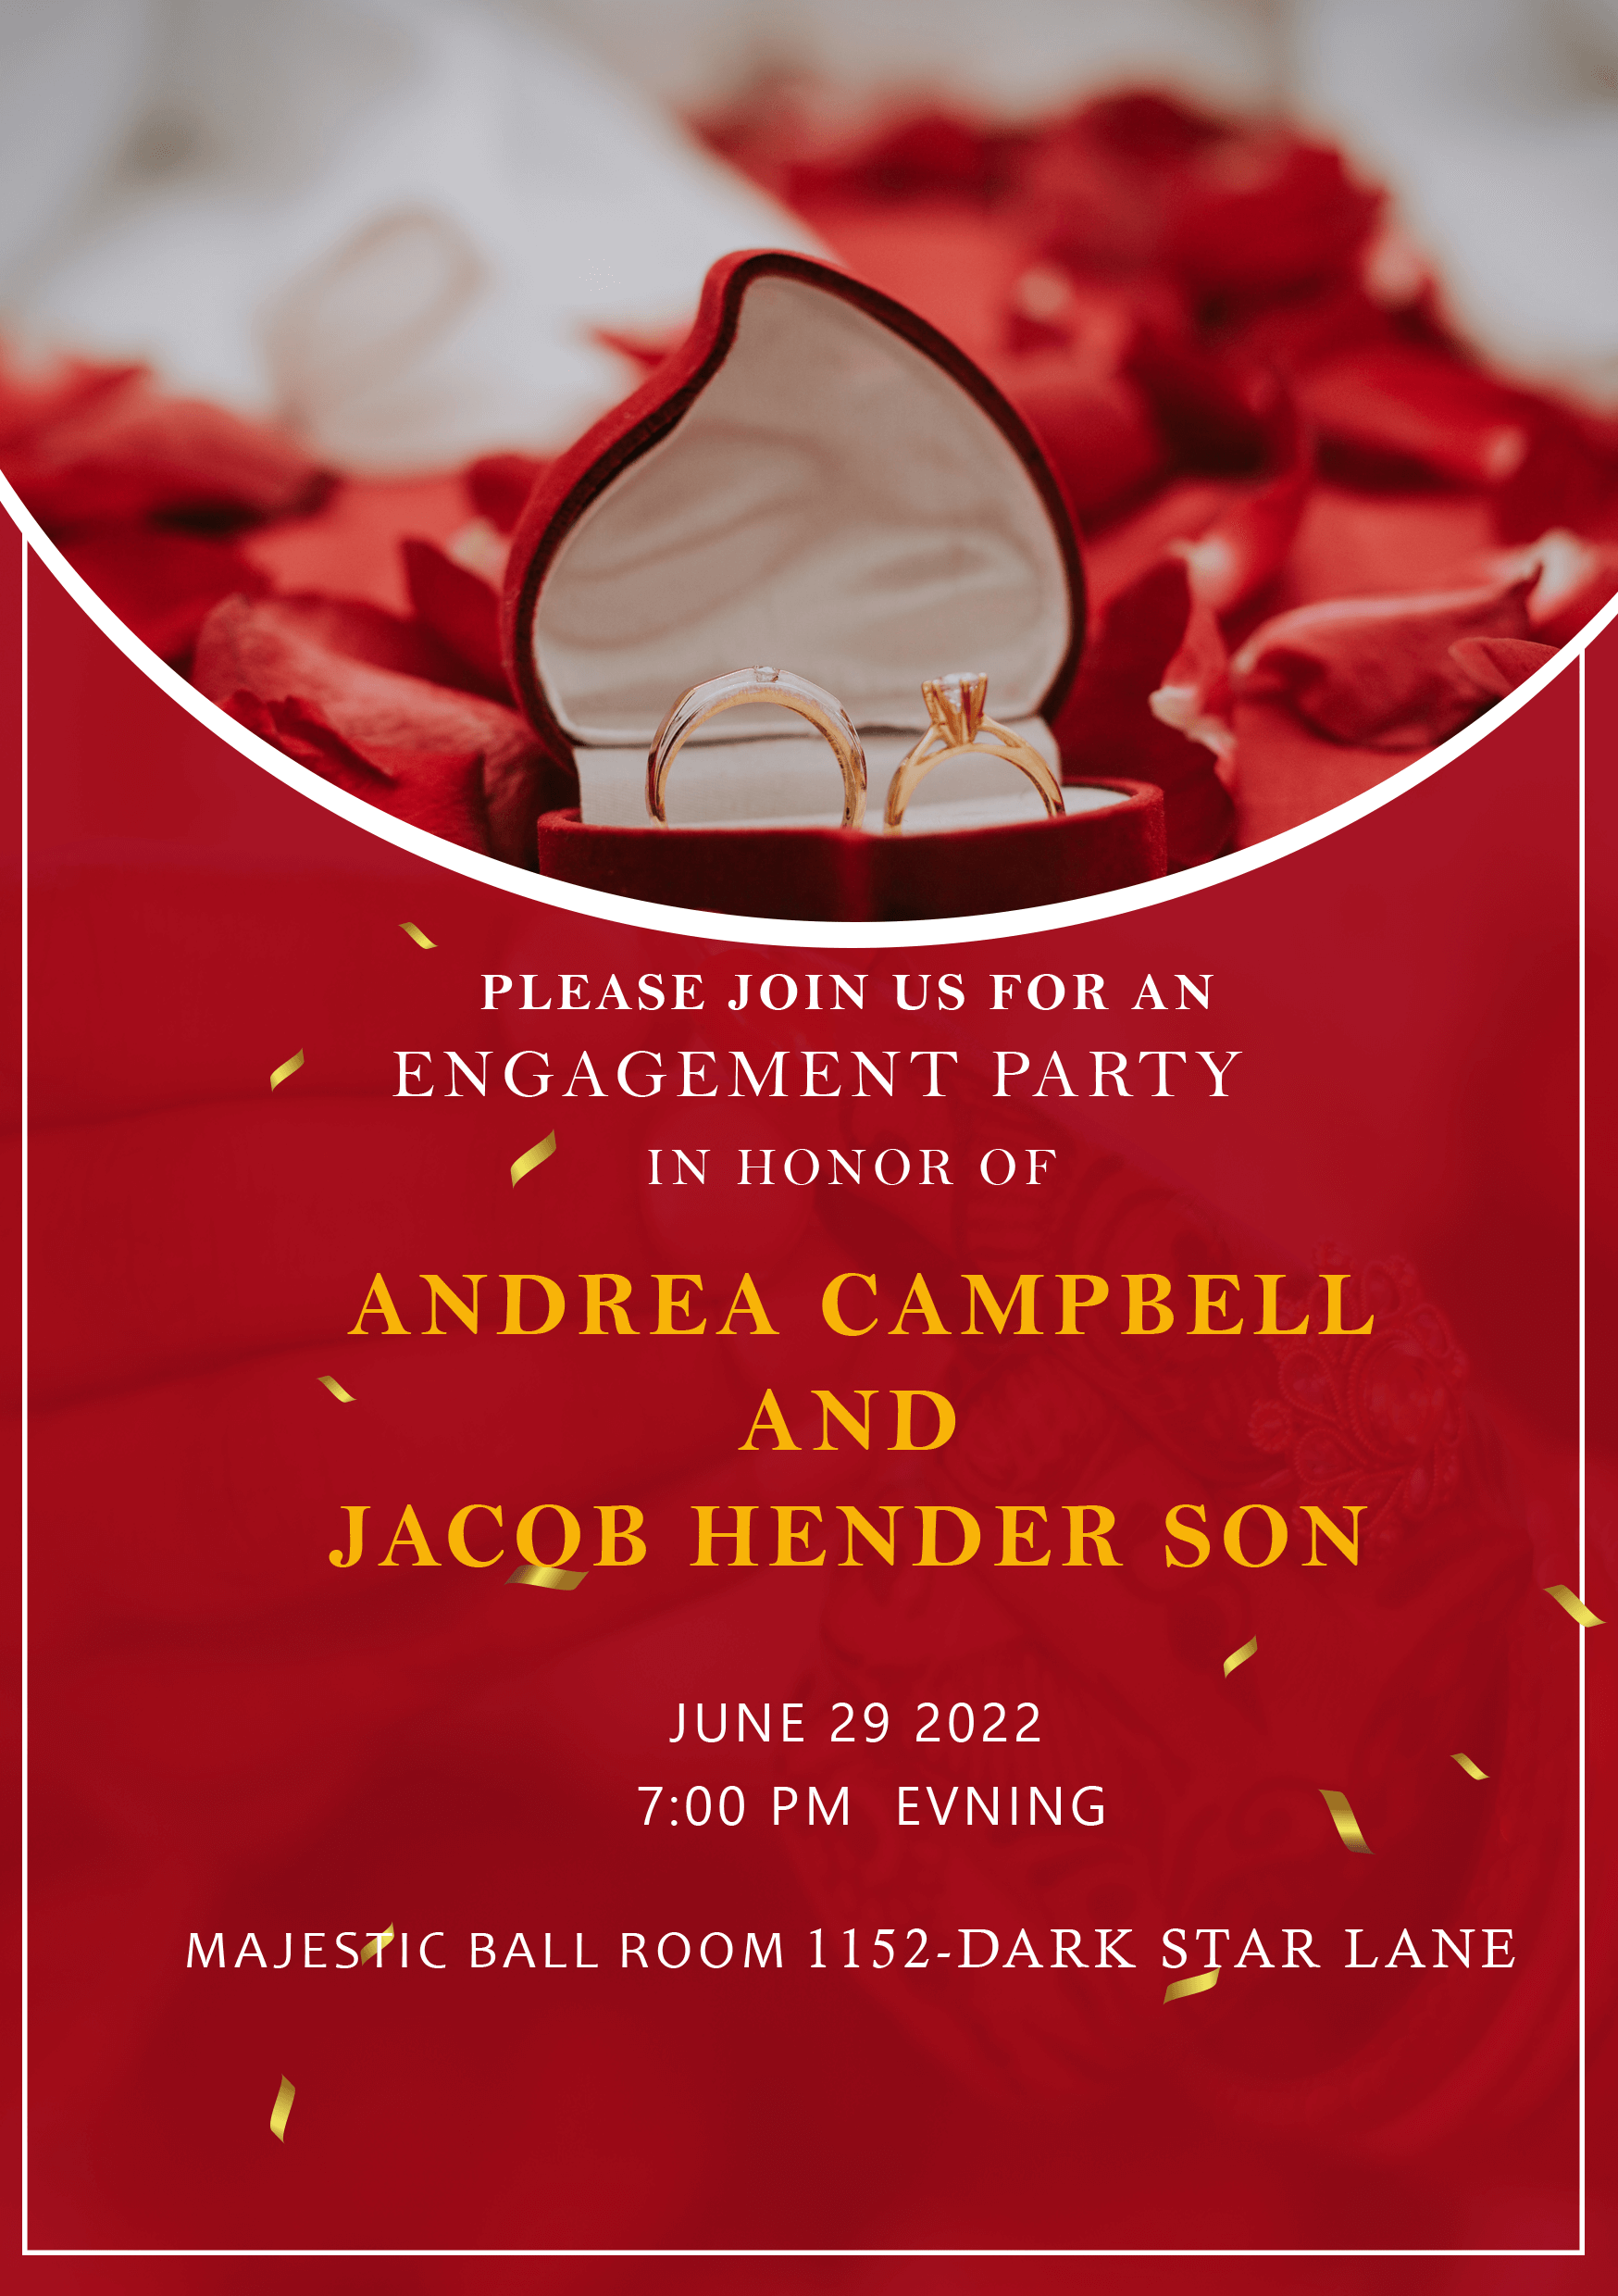 PLEASE JOIN US FOR AN
ENGAGEMENT PARTY
IN HONOR OF
ANDREA CAMPBELL
AND
JACOB HENDER SON
JUNE 29 2022
7:00 PM EVNING
MAJESTIC BALL ROOM 1152-DARK STAR LANE